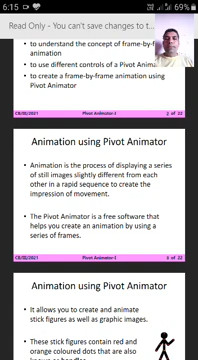 6:15
Read Only - You can't save changes to t...
to understand the concept of frame-by-
animation
to use different controls of a Pivot Anima
to create a frame-by-frame animation using
Pivot Animator
CB/III/2021 Pivot Animator-I 2 of 22
Animation using Pivot Animator
• Animation is the process of displaying a series
of still images slightly different from each
other in a rapid sequence to create the
impression of movement.
• The Pivot Animator is a free software that
helps you create an animation by using a
series of frames.
Pivot Animator-I 3 of 22
Animation using Pivot Animator
• It allows you to create and animate
stick figures as well as graphic images.
• These stick figures contain red and
orange coloured dots that are also